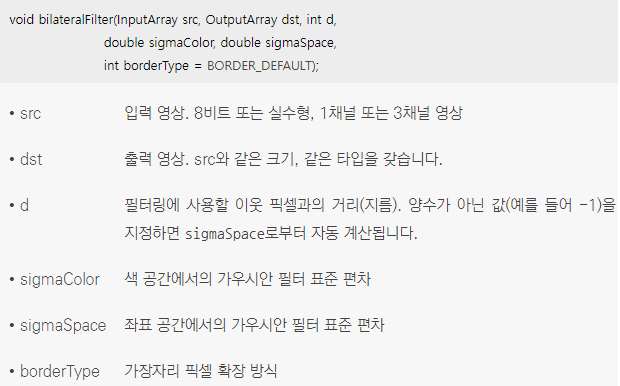 void bilateralFilter(InputArray src, OutputArray dst, int d,
double sigmaColor, double sigmaSpace,
int borderType = BORDER_DEFAULT);
• src 입력 영상. 8비트 또는 실수형, 1채널 또는 3채널 영상
• dst 출력 영상. src와 같은 크기, 같은 타입을 갖습니다.
• d 필터링에 사용할 이웃 픽셀과의 거리(지름). 양수가 아닌 값(예를 들어 -1)을
지정하면 sigmaSpace로부터 자동 계산됩니다.
• sigmaColor 색 공간에서의 가우시안 필터 표준 편차
• sigmaSpace 좌표 공간에서의 가우시안 필터 표준 편차
• borderType 가장자리 픽셀 확장 방식